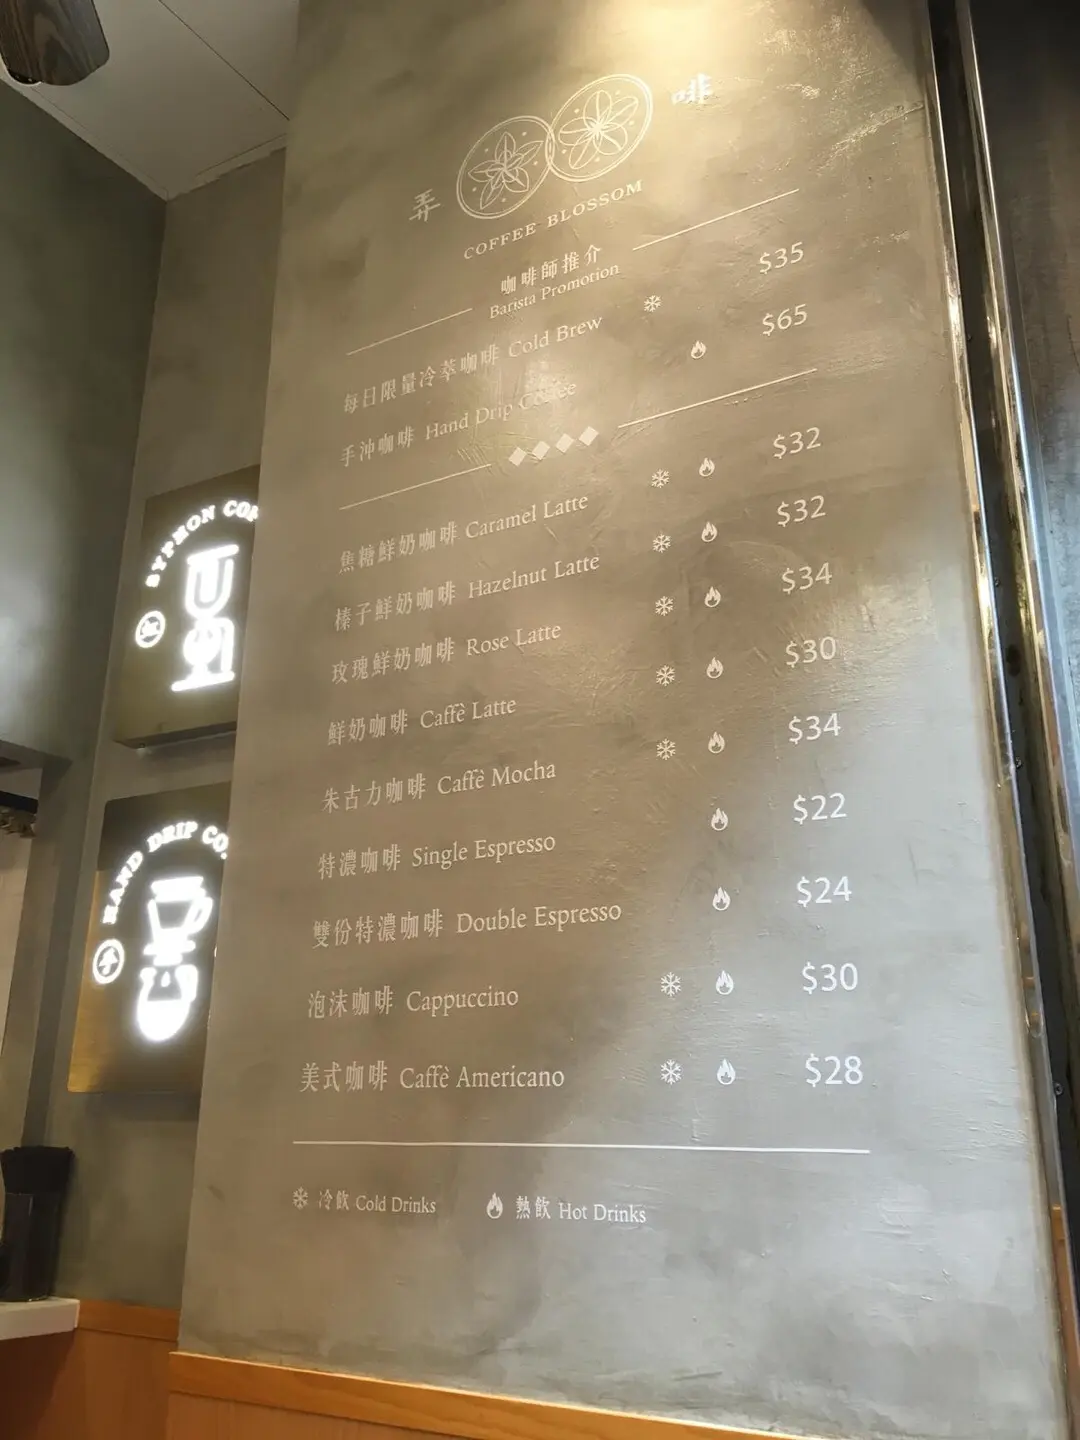 弄 啡
COFFEE BLOSSOM
咖啡師推介
Barista Promotion
每日限量冷萃咖啡 Cold Brew $35
手沖咖啡 Hand Drip Coffee $65
焦糖鮮奶咖啡 Caramel Latte $32
榛子鮮奶咖啡 Hazelnut Latte $32
玫瑰鮮奶咖啡 Rose Latte $34
鮮奶咖啡 Caffè Latte $30
朱古力咖啡 Caffè Mocha $34
特濃咖啡 Single Espresso $22
雙份特濃咖啡 Double Espresso $24
泡沫咖啡 Cappuccino $30
美式咖啡 Caffè Americano $28
冷飲 Cold Drinks 熱飲 Hot Drinks
SYPHON COF
HAND DRIP CO
手